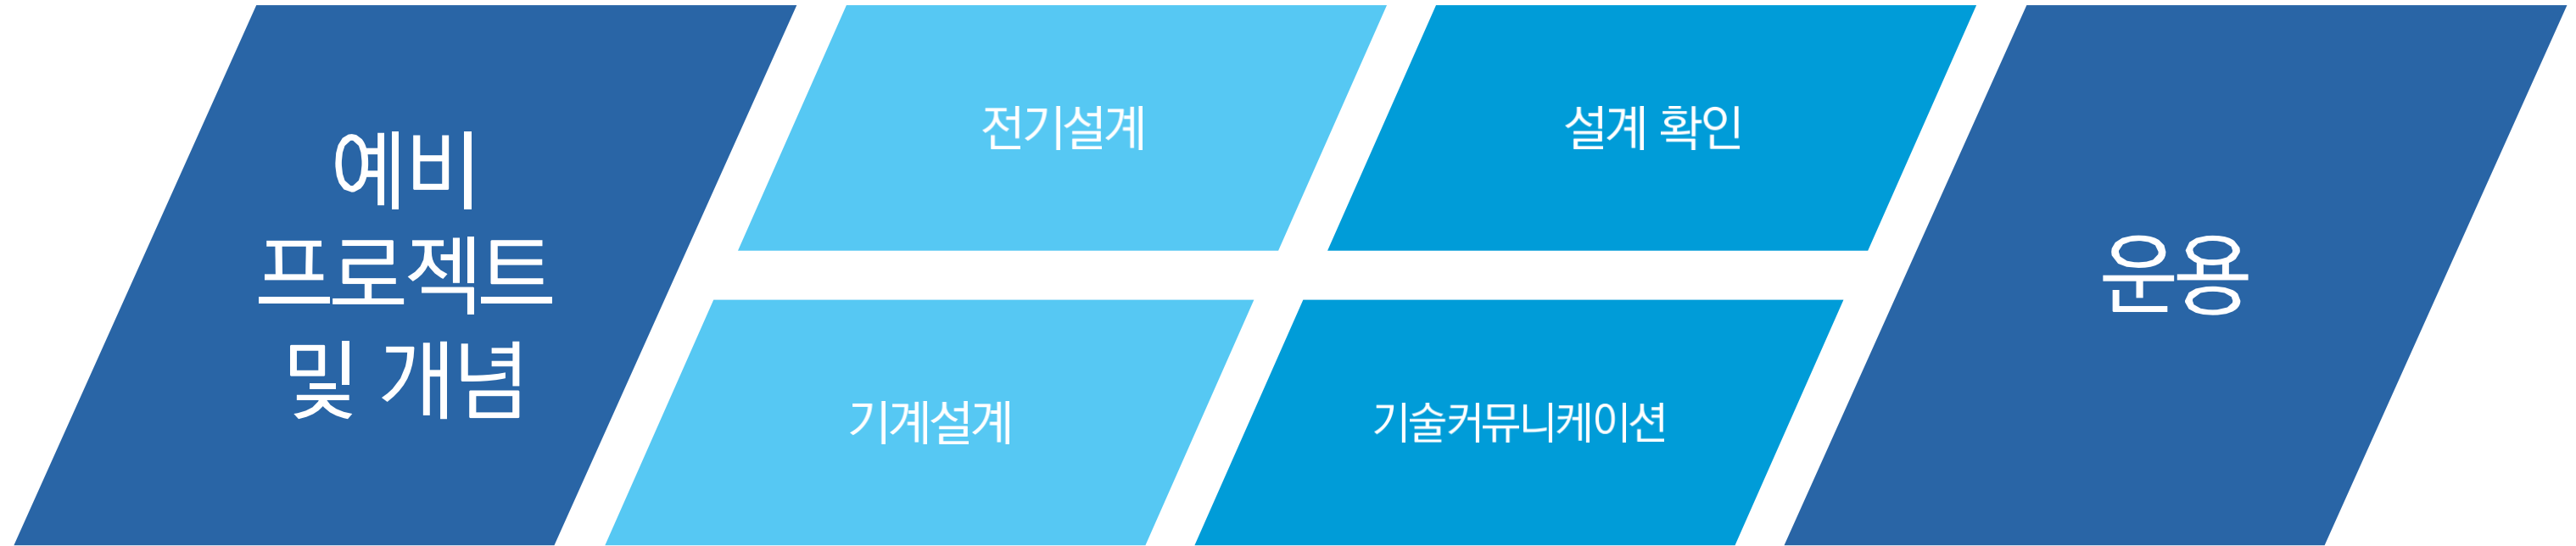 예비
프로젝트
및 개념
전기설계
기계설계
설계 확인
기술커뮤니케이션
운용